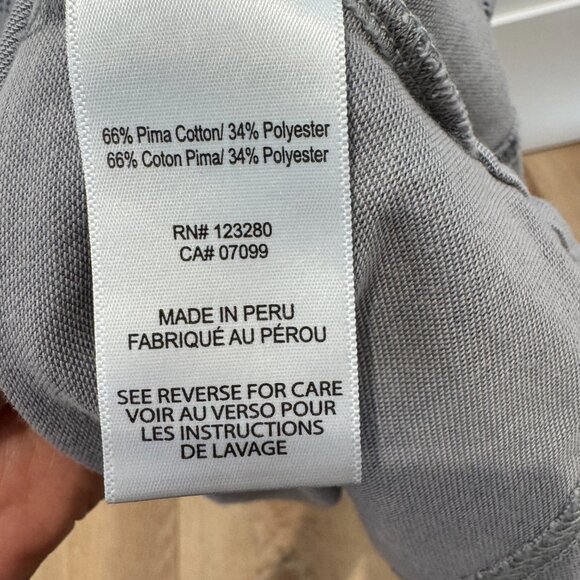 66% Pima Cotton/ 34% Polyester
66% Coton Pima/ 34% Polyester
RN# 123280
CA# 07099
MADE IN PERU
FABRIQUÉ AU PÉROU
SEE REVERSE FOR CARE
VOIR AU VERSO POUR
LES INSTRUCTIONS
DE LAVAGE